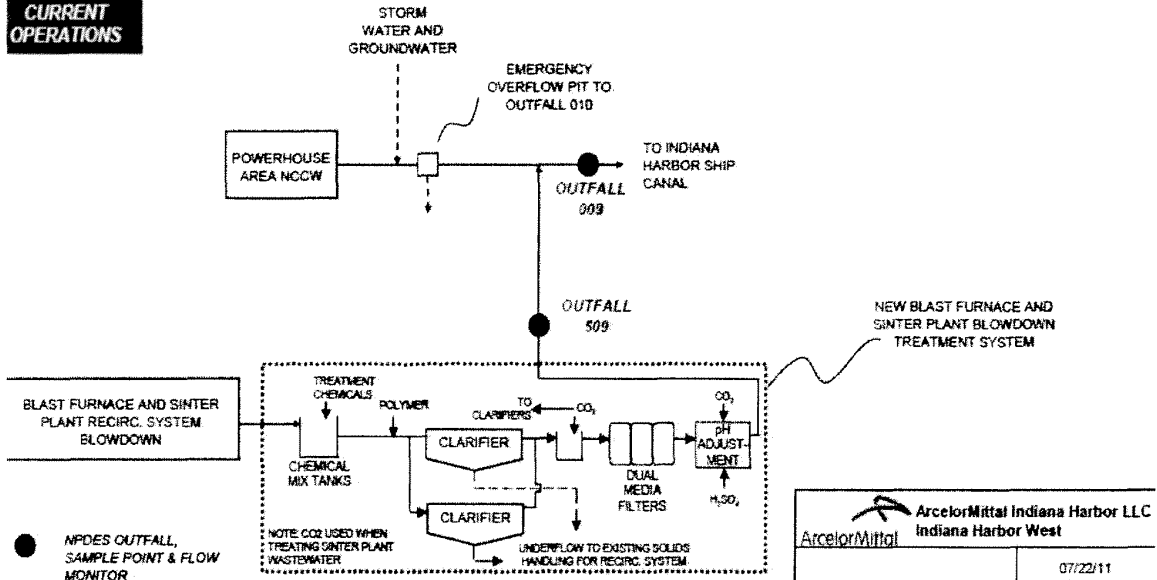 CURRENT
OPERATIONS
STORM
WATER AND
GROUNDWATER
EMERGENCY
OVERFLOW PIT TO
OUTFALL 010
POWERHOUSE
AREA NCCW
TO INDIANA
HARBOR SHIP
CANAL
OUTFALL
009
OUTFALL
509
NEW BLAST FURNACE AND
SINTER PLANT BLOWDOWN
TREATMENT SYSTEM
BLAST FURNACE AND SINTER
PLANT RECIRC. SYSTEM
BLOWDOWN
TREATMENT
CHEMICALS
POLYMER
CHEMICAL
MIX TANKS
CLARIFIER
CLARIFIER
TO
CLARIFIERS
CO2
DUAL
MEDIA
FILTERS
CO2
pH
ADJUST-
MENT
H2SO4
NOTE: CO2 USED WHEN
TREATING SINTER PLANT
WASTEWATER
UNDERFLOW TO EXISTING SOLIDS
HANDLING FOR RECIRC. SYSTEM
NPDES OUTFALL,
SAMPLE POINT & FLOW
MONITOR
ArcelorMittal
ArcelorMittal Indiana Harbor LLC
Indiana Harbor West
07/22/11